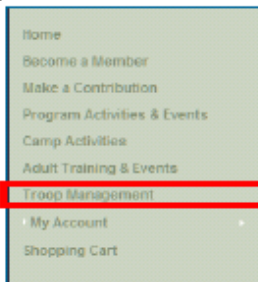 Home
Become a Member
Make a Contribution
Program Activities & Events
Camp Activities
Adult Training & Events
Troop Management
My Account
Shopping Cart